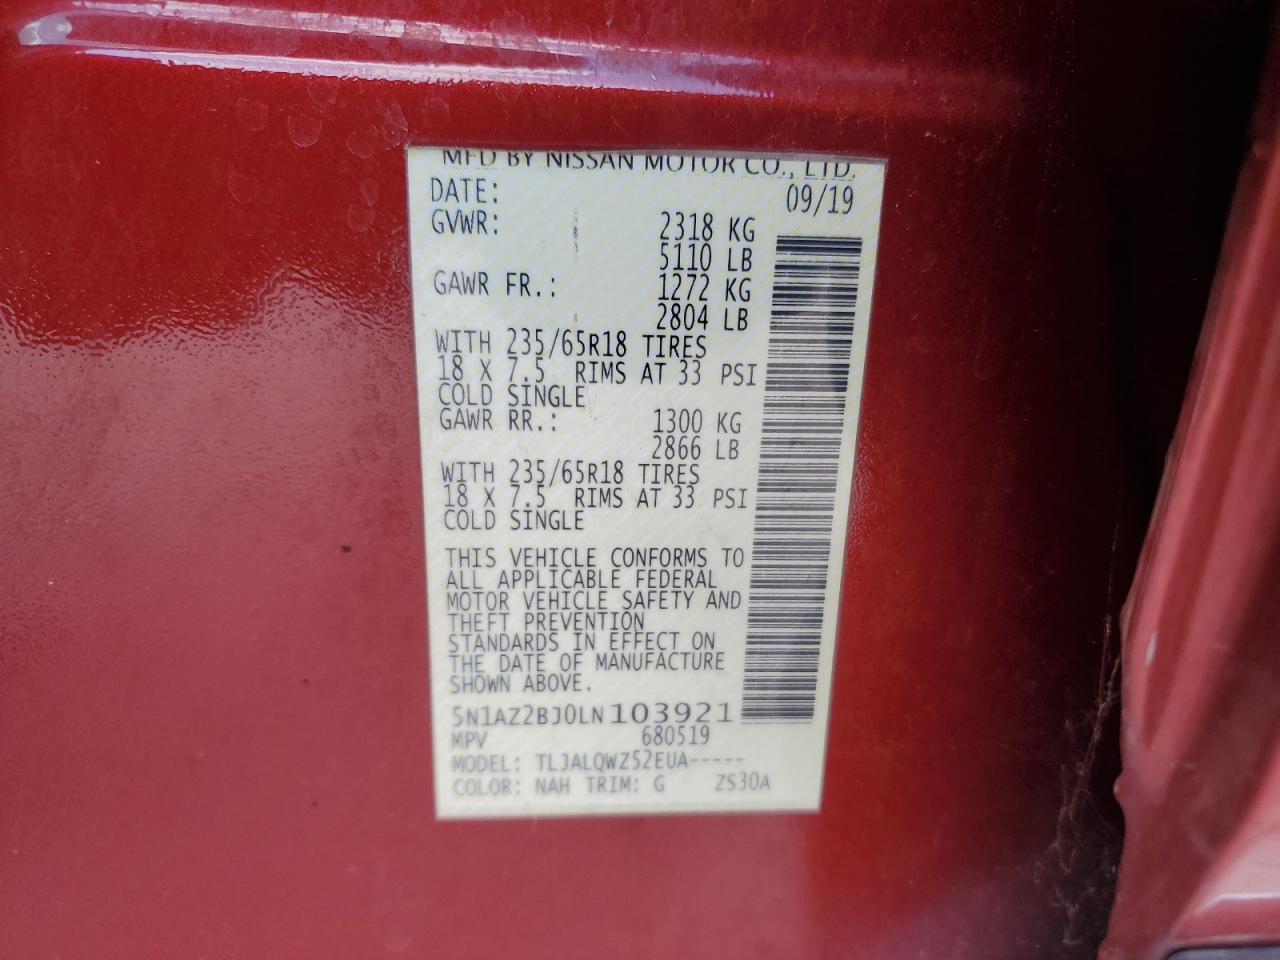 MFD BY NISSAN MOTOR CO., LTD.
DATE: 09/19
GVWR: 2318 KG
5110 LB
GAWR FR.: 1272 KG
2804 LB
WITH 235/65R18 TIRES
18 X 7.5 RIMS AT 33 PSI
COLD SINGLE
GAWR RR.: 1300 KG
2866 LB
WITH 235/65R18 TIRES
18 X 7.5 RIMS AT 33 PSI
COLD SINGLE
THIS VEHICLE CONFORMS TO
ALL APPLICABLE FEDERAL
MOTOR VEHICLE SAFETY AND
THEFT PREVENTION
STANDARDS IN EFFECT ON
THE DATE OF MANUFACTURE
SHOWN ABOVE.
5N1AZ2BJ0LN103921
MPV 680519
MODEL: TLJALQWZ52EUA-----
COLOR: NAH TRIM: G ZS30A